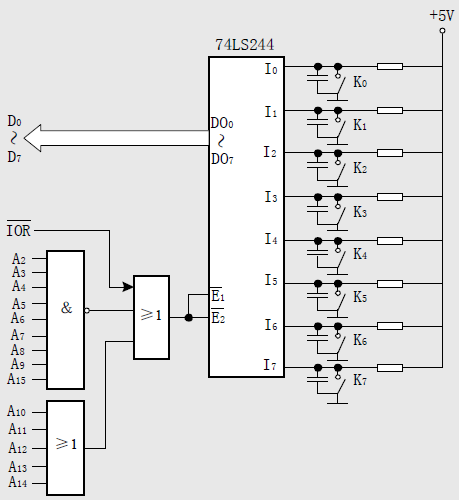 +5V
74LS244
I0
K0
D0
~
D7
DO0
~
DO7
I1
K1
I2
K2
I3
K3
IOR
I4
K4
A2
A3
A4
A5
A6
A7
A8
A9
A15
&
≥1
E1
E2
I5
K5
I6
K6
I7
K7
A10
A11
A12
A13
A14
≥1